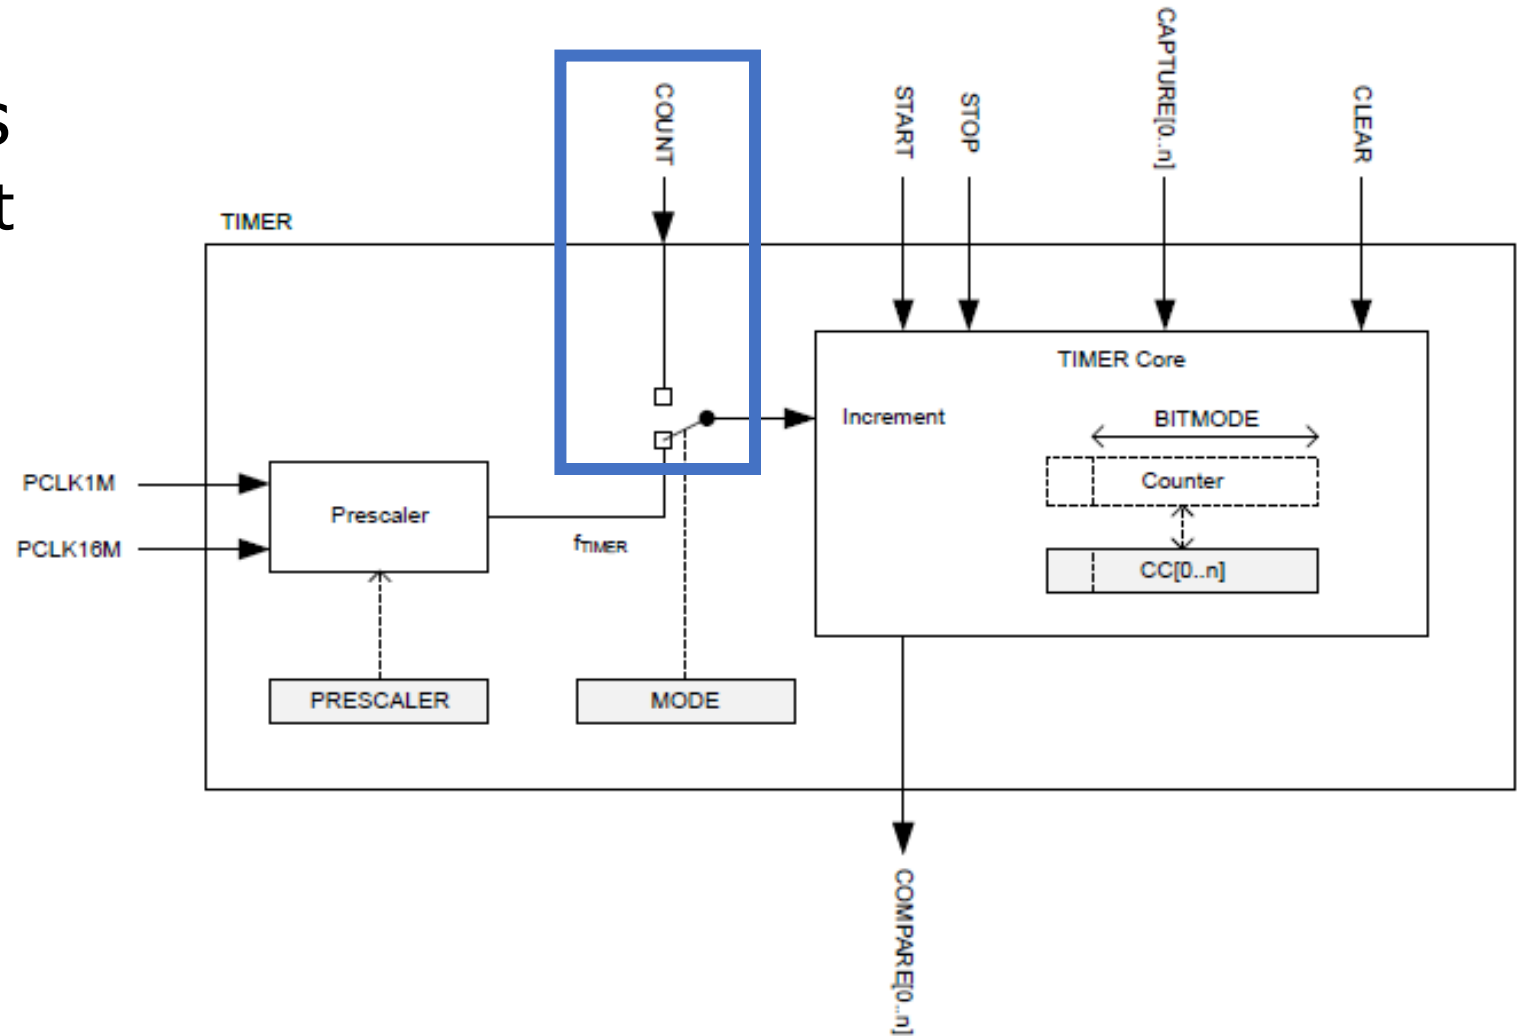 s
t
COUNT
START
STOP
CAPTURE[0..n]
CLEAR
TIMER
TIMER Core
Increment
BITMODE
Counter
CC[0..n]
PCLK1M
PCLK16M
Prescaler
fTIMER
PRESCALER
MODE
COMPARE[0..n]